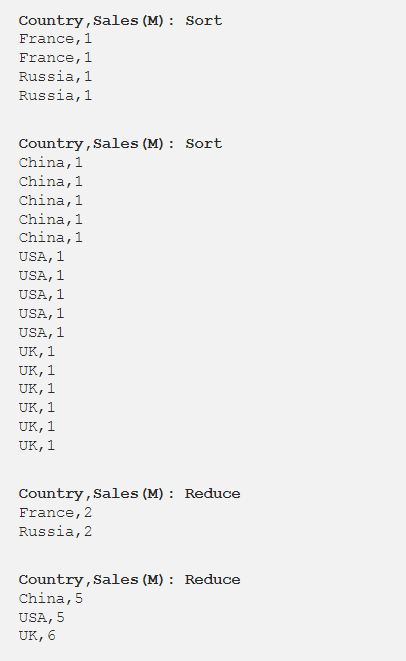 Country,Sales(M): Sort
France,1
France,1
Russia,1
Russia,1
Country,Sales(M): Sort
China,1
China,1
China,1
China,1
China,1
USA,1
USA,1
USA,1
USA,1
USA,1
UK,1
UK,1
UK,1
UK,1
UK,1
UK,1
Country,Sales(M): Reduce
France,2
Russia,2
Country,Sales(M): Reduce
China,5
USA,5
UK,6